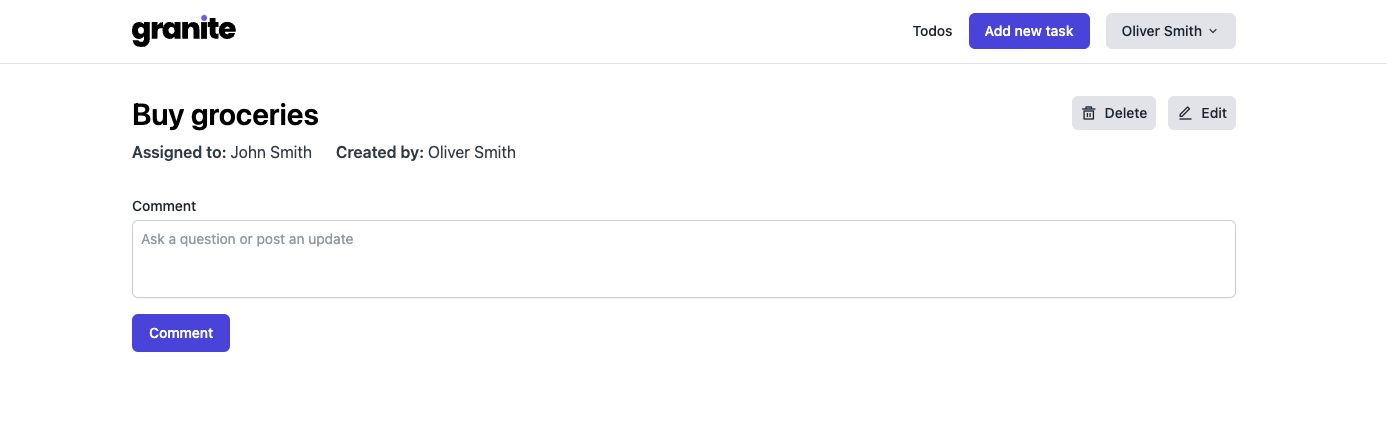 granite Todos Add new task Oliver Smith
Buy groceries Delete Edit
Assigned to: John Smith Created by: Oliver Smith
Comment
Ask a question or post an update
Comment